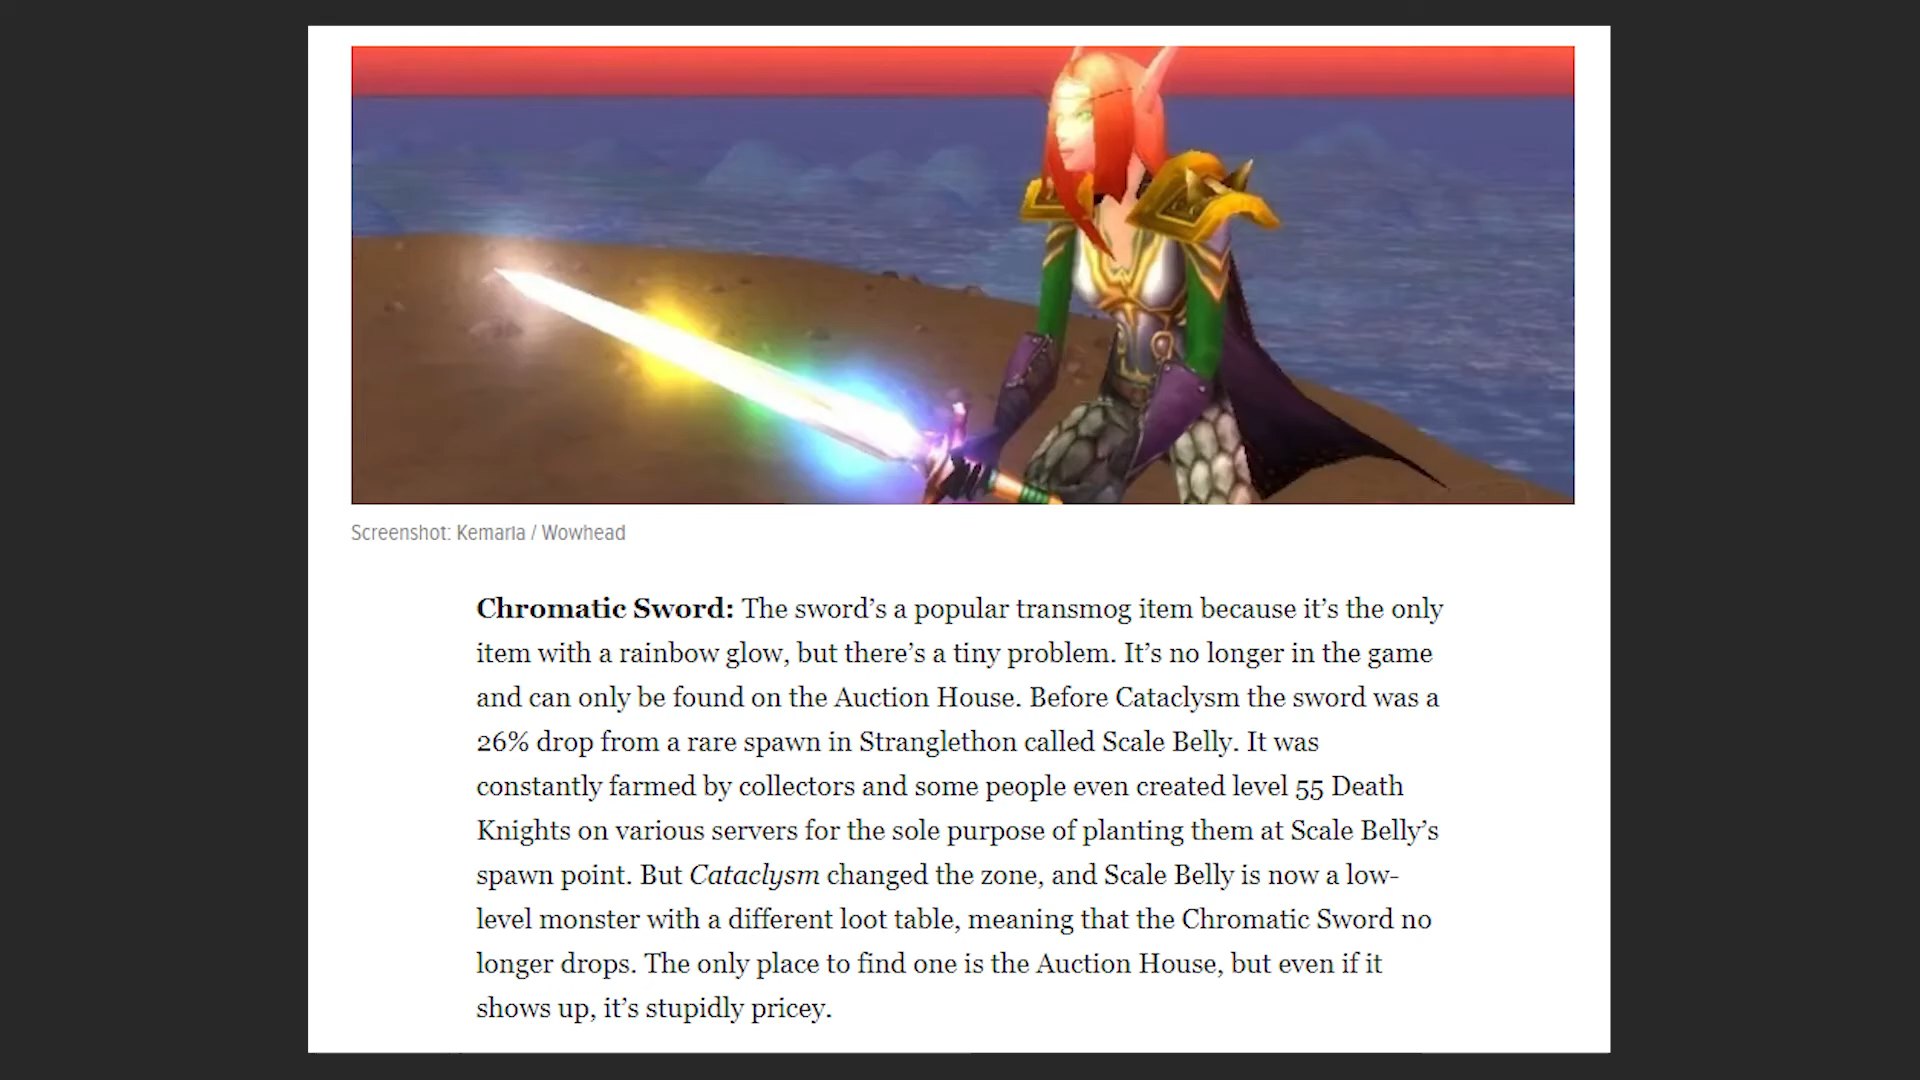 Screenshot: Kemarla / Wowhead
Chromatic Sword: The sword’s a popular transmog item because it’s the only
item with a rainbow glow, but there’s a tiny problem. It’s no longer in the game
and can only be found on the Auction House. Before Cataclysm the sword was a
26% drop from a rare spawn in Stranglethon called Scale Belly. It was
constantly farmed by collectors and some people even created level 55 Death
Knights on various servers for the sole purpose of planting them at Scale Belly’s
spawn point. But Cataclysm changed the zone, and Scale Belly is now a low-
level monster with a different loot table, meaning that the Chromatic Sword no
longer drops. The only place to find one is the Auction House, but even if it
shows up, it’s stupidly pricey.